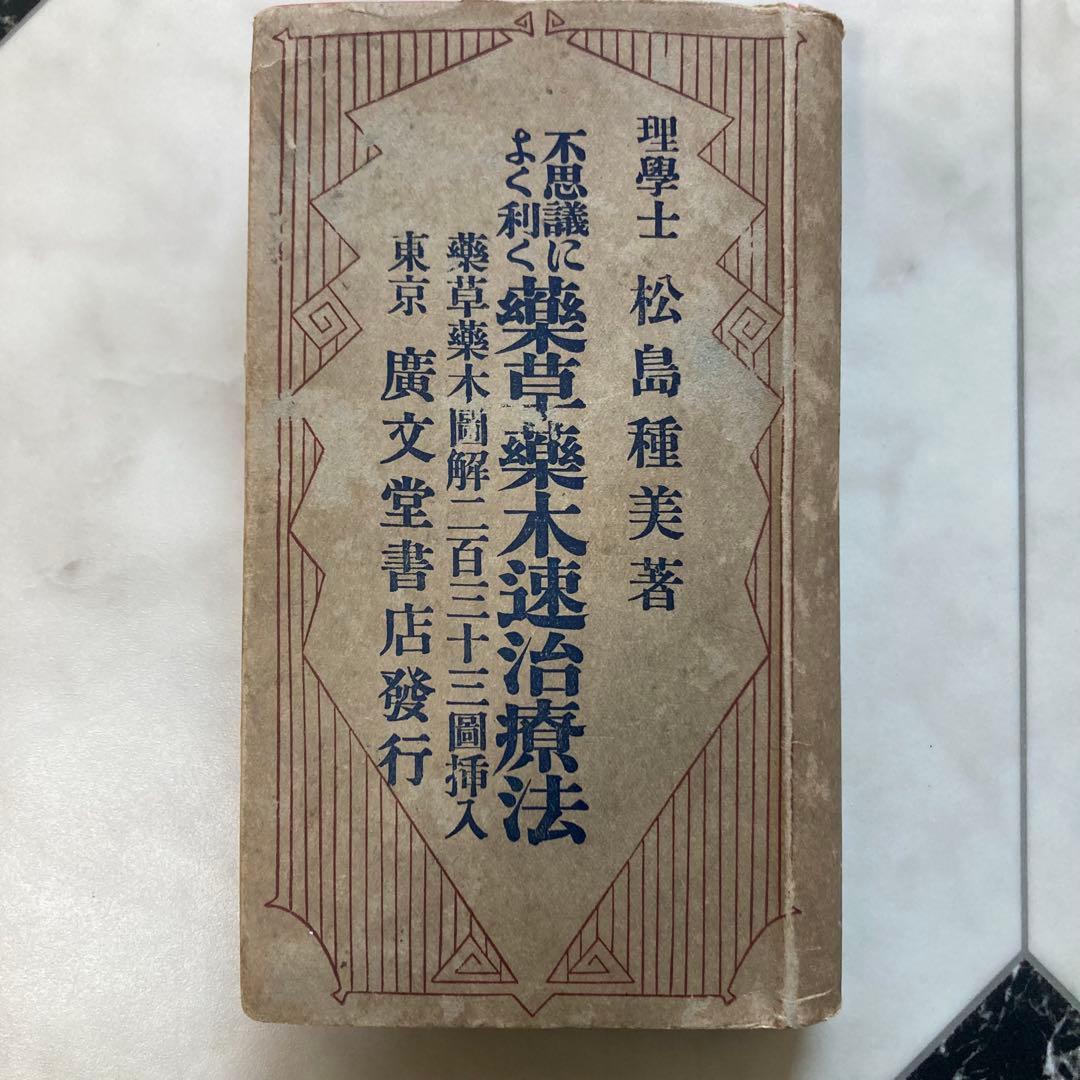 理學士 松島種美著
不思議に
よく利く
藥草藥木速治療法
藥草藥木圖解二百三十三圖揷入
東京 廣文堂書店發行